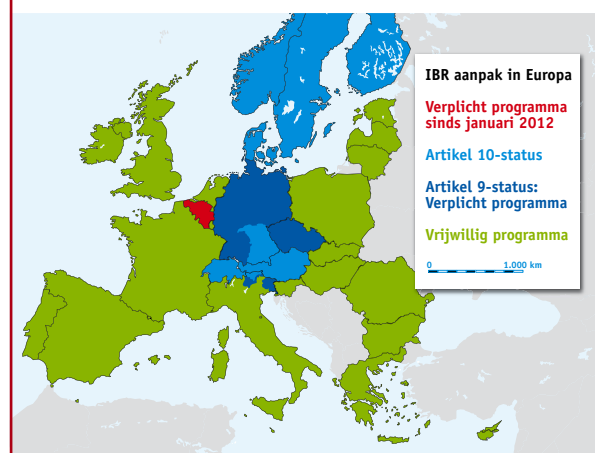 IBR aanpak in Europa
Verplicht programma
sinds januari 2012
Artikel 10-status
Artikel 9-status:
Verplicht programma
Vrijwillig programma
0 1.000 km